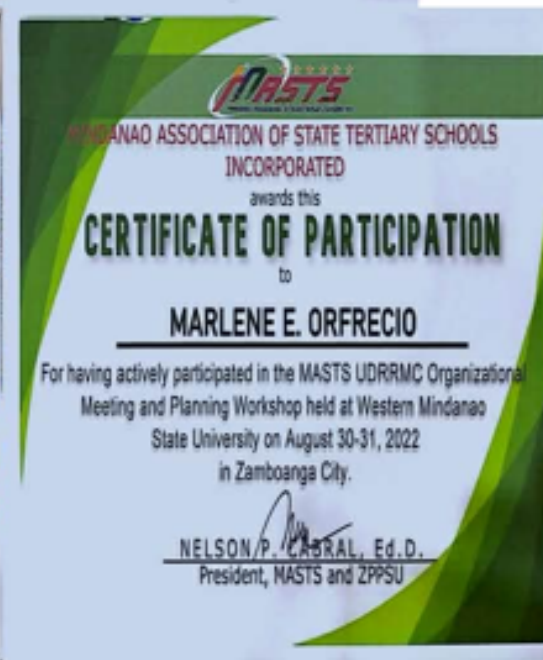 MASTS
MINDANAO ASSOCIATION OF STATE TERTIARY SCHOOLS
INCORPORATED
awards this
CERTIFICATE OF PARTICIPATION
to
MARLENE E. ORFRECIO
For having actively participated in the MASTS UDRRMC Organizational
Meeting and Planning Workshop held at Western Mindanao
State University on August 30-31, 2022
in Zamboanga City.
NELSON P. CABRAL, Ed.D.
President, MASTS and ZPPSU